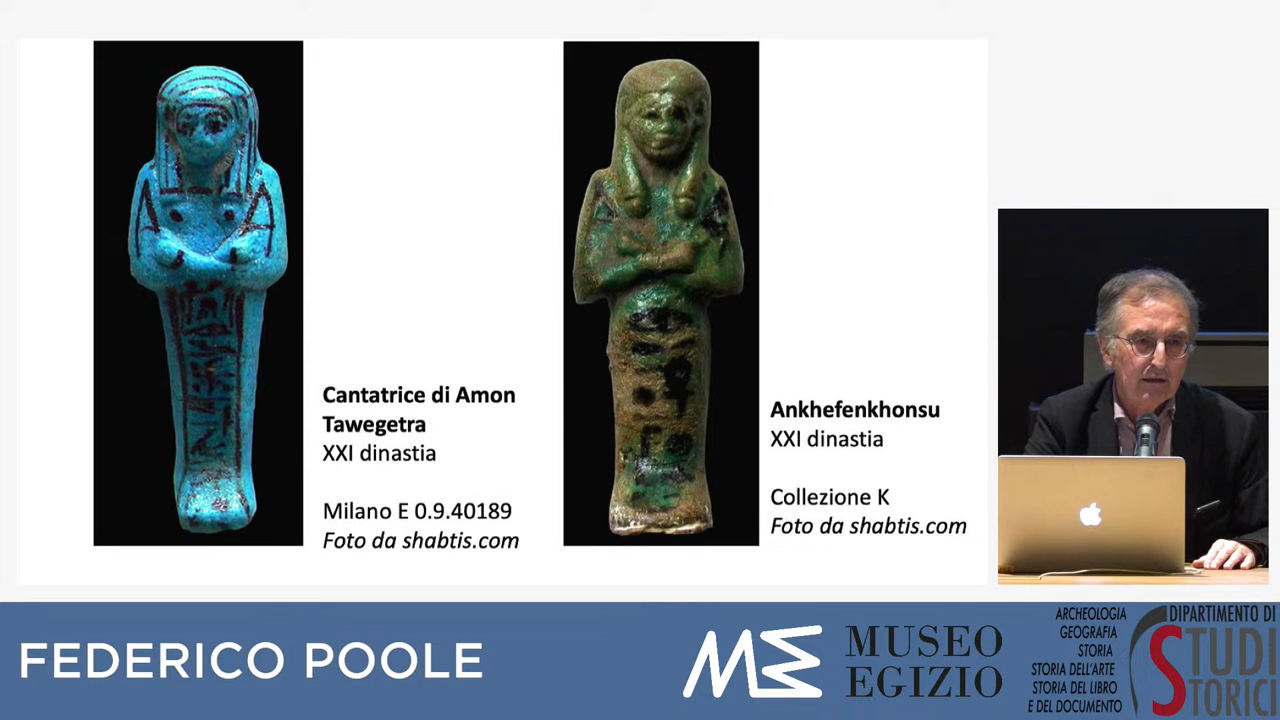 Cantatrice di Amon
Tawegetra
XXI dinastia
Milano E 0.9.40189
Foto da shabtis.com
Ankhefenkhonsu
XXI dinastia
Collezione K
Foto da shabtis.com
FEDERICO POOLE
ME
MUSEO
EGIZIO
ARCHEOLOGIA
GEOGRAFIA
STORIA
STORIA DELL'ARTE
STORIA DEL LIBRO
E DEL DOCUMENTO
DIPARTIMENTO DI
STUDI
STORICI